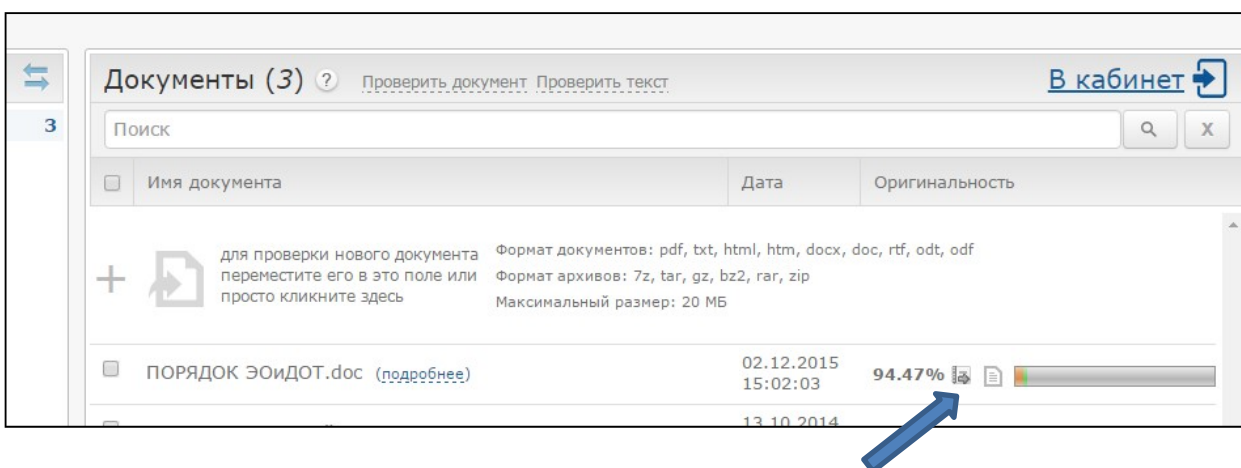 Документы (3) ? Проверить документ Проверить текст В кабинет
3
Поиск X
Имя документа Дата Оригинальность
для проверки нового документа
переместите его в это поле или
просто кликните здесь
Формат документов: pdf, txt, html, htm, docx, doc, rtf, odt, odf
Формат архивов: 7z, tar, gz, bz2, rar, zip
Максимальный размер: 20 МБ
ПОРЯДОК ЭОиДОТ.doc (подробнее)
02.12.2015
15:02:03
94.47%
13.10.2014